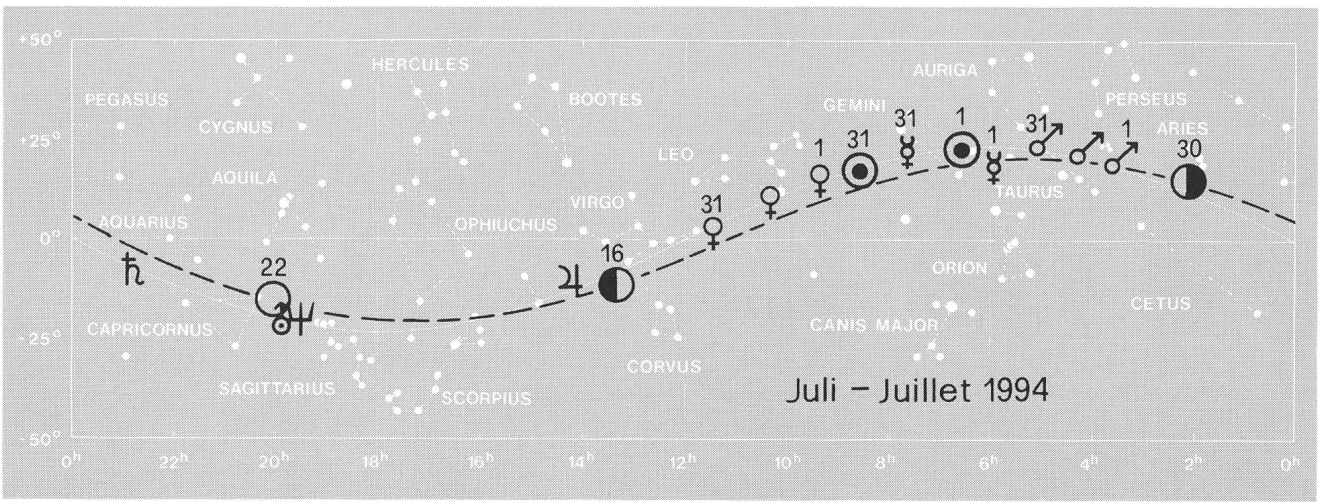 +50°
HERCULES
AURIGA
PEGASUS
BOOTES
GEMINI
PERSEUS
CYGNUS
31
1
31
1
ARIES
+25°
1
31
1
30
LEO
AQUILA
TAURUS
VIRGO
31
AQUARIUS
OPHIUCHUS
0°
16
22
ORION
CETUS
CAPRICORNUS
CANIS MAJOR
-25°
CORVUS
SAGITTARIUS
SCORPIUS
Juli – Juillet 1994
-50°
0h 22h 20h 18h 16h 14h 12h 10h 8h 6h 4h 2h 0h